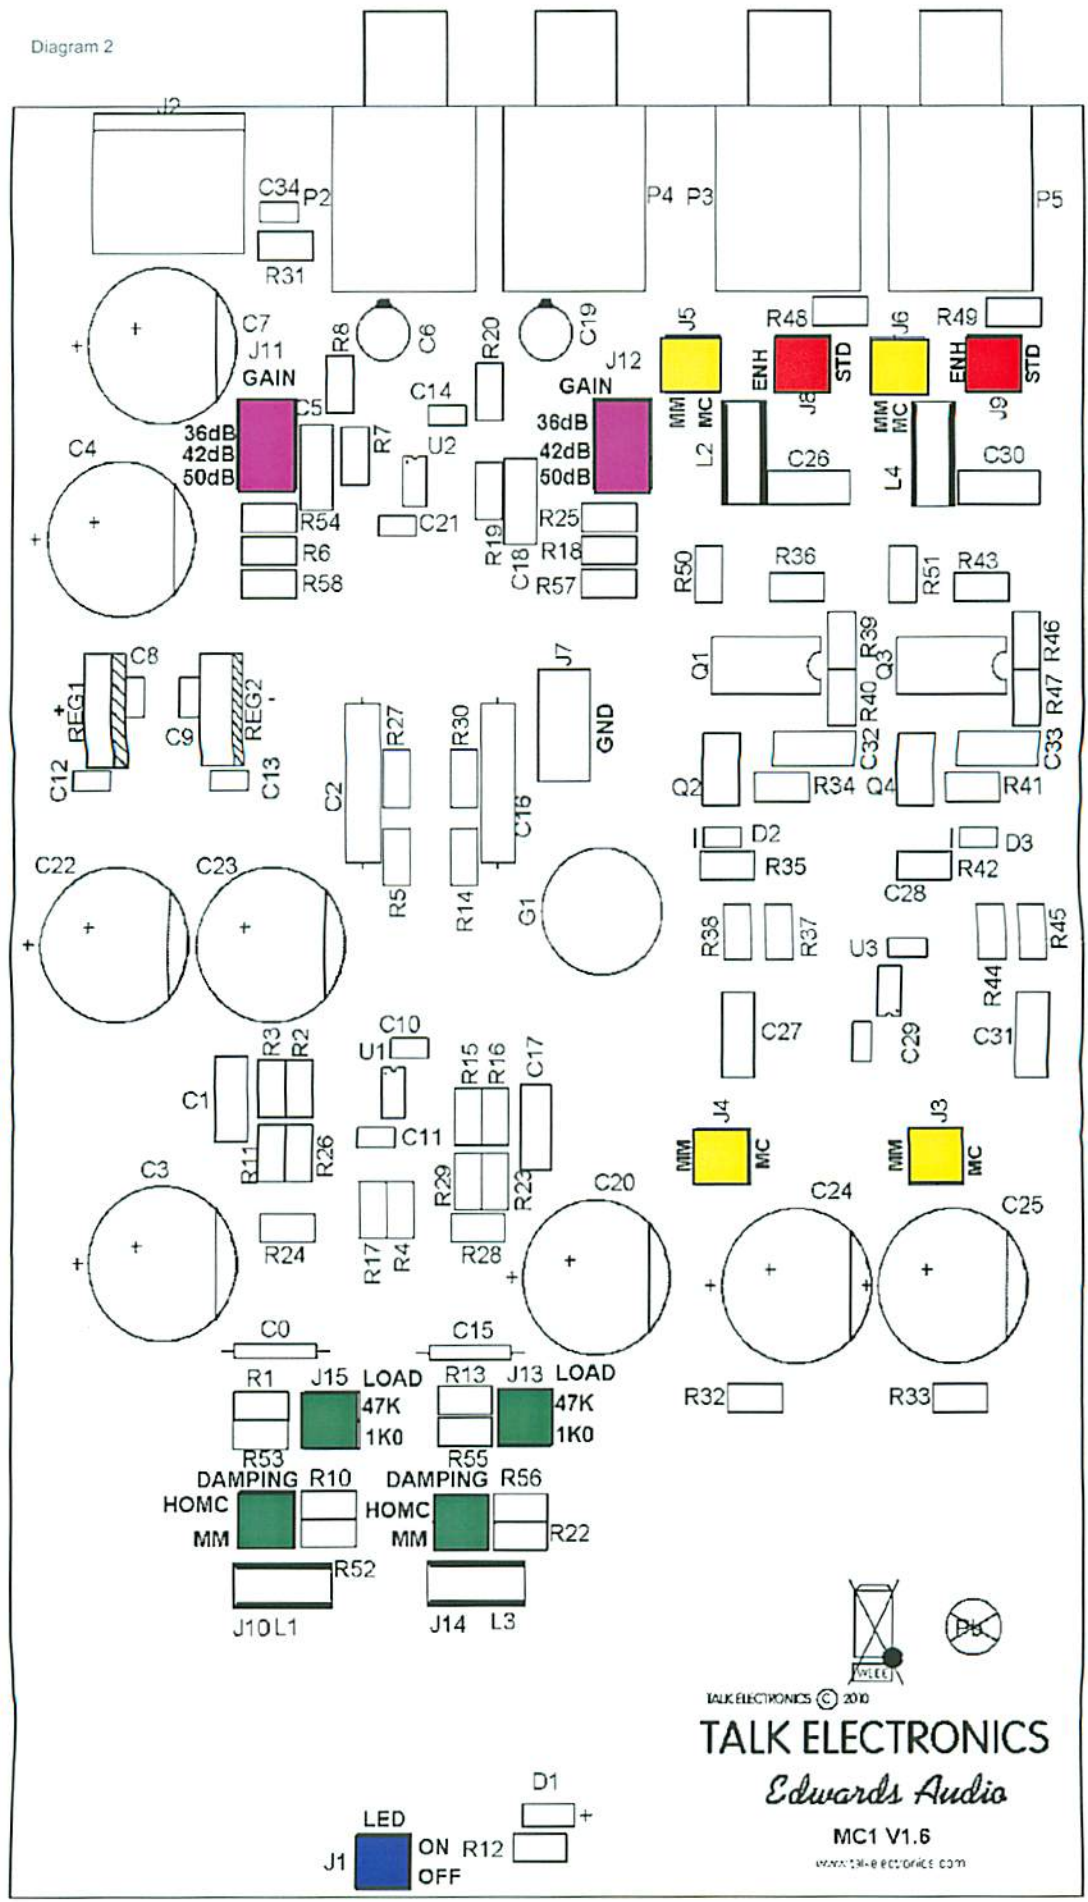 Diagram 2
J2
C34 P2
P4 P3
P5
R31
C7
J11
GAIN
R8
C6
R20
C19
J12
GAIN
J5
R48
J6
R49
ENH
STD
ENH
STD
J8
J9
MM
MC
MM
MC
C5
C14
R7
U2
36dB
42dB
50dB
36dB
42dB
50dB
C4
L2
C26
L4
C30
R54
C21
R19
C18
R25
R6
R18
R58
R57
R50
R36
R51
R43
C8
REG1
+
C9
REG2
-
J7
GND
Q1
R39
Q3
R46
R40
R47
C12
C13
C2
R27
R30
C16
C32
C33
Q2
R34
Q4
R41
D2
D3
R35
R42
C28
C22
C23
R5
R14
G1
R38
R37
U3
R44
R45
C27
C29
C31
R3
R2
C10
U1
R15
R16
C17
C1
C11
R11
R26
R29
R23
J4
J3
MM
MC
MM
MC
C3
C20
C24
C25
R24
R17
R4
R28
C0
C15
R1
J15
LOAD
R13
J13
LOAD
47K
1K0
47K
1K0
R53
R55
R32
R33
DAMPING R10
DAMPING R56
HOMC
MM
HOMC
MM
R22
R52
J10 L1
J14 L3
Pb
WEEE
TALK ELECTRONICS (C) 2010
TALK ELECTRONICS
Edwards Audio
MC1 V1.6
www.talkelectronics.com
D1
+
LED
J1
ON
OFF
R12